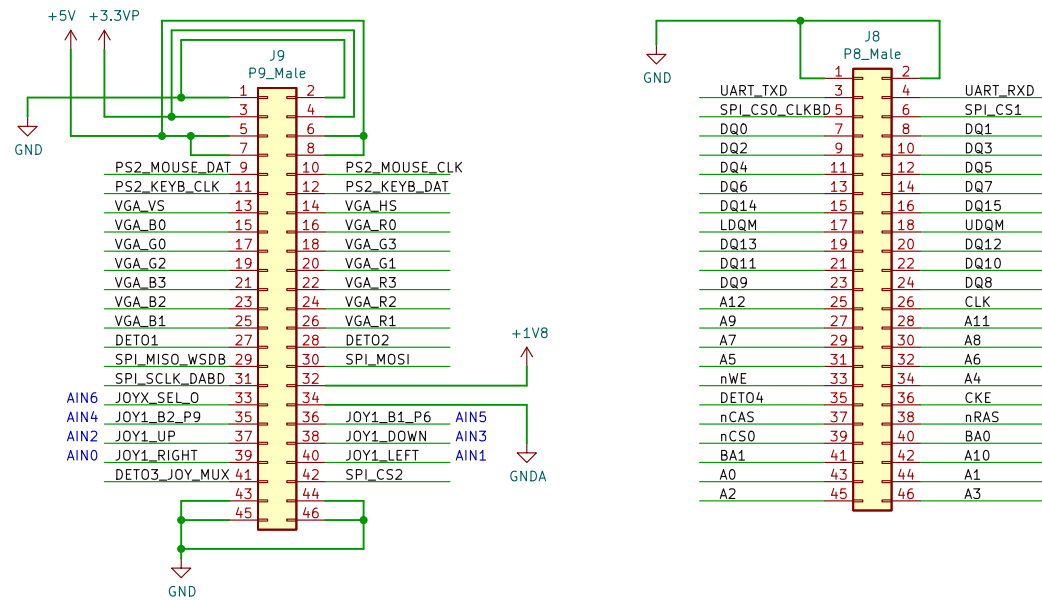 +5V +3.3VP
J9
P9_Male
GND
1 2
3 4
5 6
7 8
PS2_MOUSE_DAT 9 10 PS2_MOUSE_CLK
PS2_KEYB_CLK 11 12 PS2_KEYB_DAT
VGA_VS 13 14 VGA_HS
VGA_B0 15 16 VGA_R0
VGA_G0 17 18 VGA_G3
VGA_G2 19 20 VGA_G1
VGA_B3 21 22 VGA_R3
VGA_B2 23 24 VGA_R2
VGA_B1 25 26 VGA_R1
DETO1 27 28 DETO2
SPI_MISO_WSDB 29 30 SPI_MOSI
SPI_SCLK_DABD 31 32
+1V8
AIN6 JOYX_SEL_O 33 34
AIN4 JOY1_B2_P9 35 36 JOY1_B1_P6 AIN5
AIN2 JOY1_UP 37 38 JOY1_DOWN AIN3
AIN0 JOY1_RIGHT 39 40 JOY1_LEFT AIN1
DETO3_JOY_MUX 41 42 SPI_CS2
GNDA
43 44
45 46
GND
J8
P8_Male
GND
1 2
UART_TXD 3 4 UART_RXD
SPI_CS0_CLKBD 5 6 SPI_CS1
DQ0 7 8 DQ1
DQ2 9 10 DQ3
DQ4 11 12 DQ5
DQ6 13 14 DQ7
DQ14 15 16 DQ15
LDQM 17 18 UDQM
DQ13 19 20 DQ12
DQ11 21 22 DQ10
DQ9 23 24 DQ8
A12 25 26 CLK
A9 27 28 A11
A7 29 30 A8
A5 31 32 A6
nWE 33 34 A4
DETO4 35 36 CKE
nCAS 37 38 nRAS
nCS0 39 40 BA0
BA1 41 42 A10
A0 43 44 A1
A2 45 46 A3